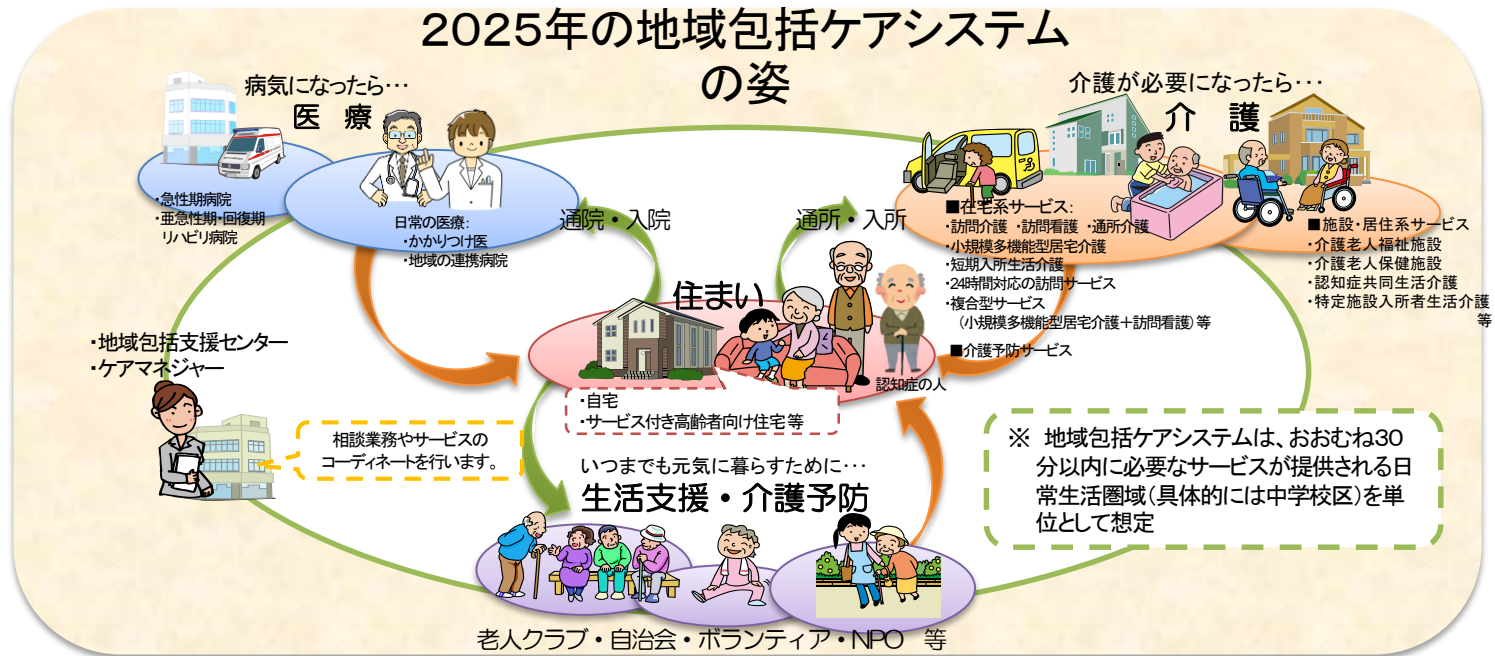 2025年の地域包括ケアシステム
の姿
病気になったら･･･
医　療
・急性期病院
・亜急性期・回復期
リハビリ病院
日常の医療：
・かかりつけ医
・地域の連携病院
通院・入院
通所・入所
介護が必要になったら･･･
介　護
■在宅系サービス：
・訪問介護 ・訪問看護 ・通所介護
・小規模多機能型居宅介護
・短期入所生活介護
・24時間対応の訪問サービス
・複合型サービス
（小規模多機能型居宅介護＋訪問看護）等
■介護予防サービス
■施設・居住系サービス
・介護老人福祉施設
・介護老人保健施設
・認知症共同生活介護
・特定施設入所者生活介護
等
住まい
認知症の人
・自宅
・サービス付き高齢者向け住宅等
・地域包括支援センター
・ケアマネジャー
相談業務やサービスの
コーディネートを行います。
いつまでも元気に暮らすために･･･
生活支援・介護予防
老人クラブ・自治会・ボランティア・NPO　等
※　地域包括ケアシステムは、おおむね30
分以内に必要なサービスが提供される日
常生活圏域（具体的には中学校区）を単
位として想定